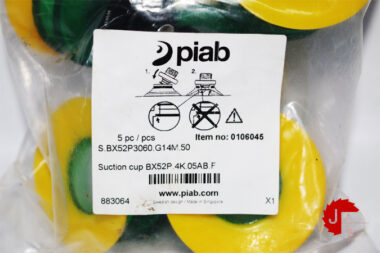 piab
1.
2.
5 pc / pcs
Item no: 0106045
S.BX52P3060.G14M.50
Suction cup BX52P.4K.05AB.F
www.piab.com
883064
Swedish design / Made in Singapore
X1
J